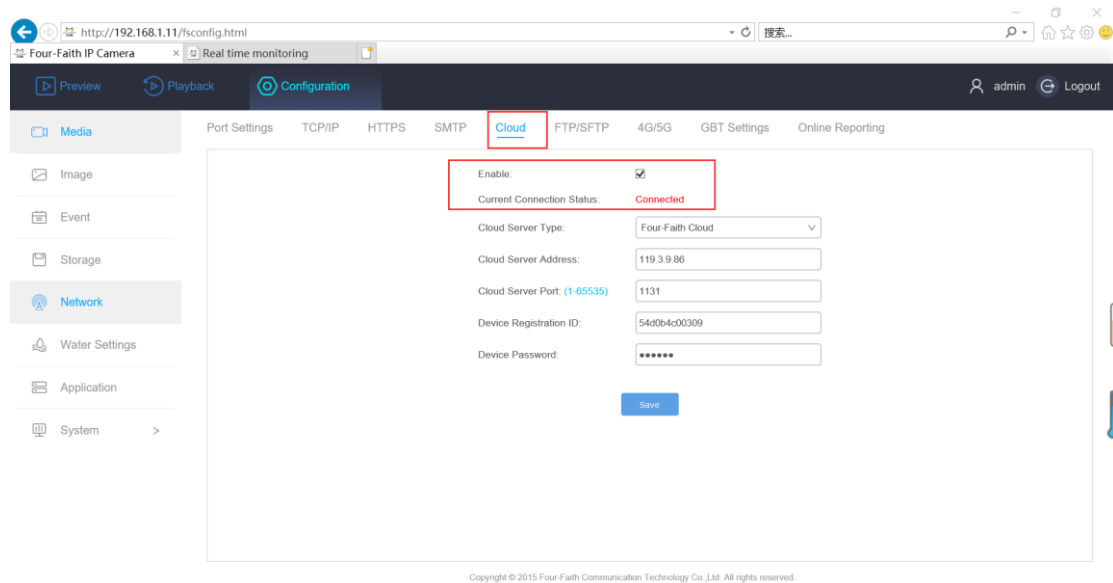 http://192.168.1.11/fsconfig.html 搜索...
Four-Faith IP Camera × Real time monitoring
Preview Playback Configuration admin Logout
Media Port Settings TCP/IP HTTPS SMTP Cloud FTP/SFTP 4G/5G GBT Settings Online Reporting
Image Enable:
Current Connection Status: Connected
Event Cloud Server Type: Four-Faith Cloud
Storage Cloud Server Address: 119.3.9.86
Network Cloud Server Port: (1-65535) 1131
Device Registration ID: 54d0b4c00309
Water Settings Device Password: ••••••
Application
Save
System >
Copyright © 2015 Four-Faith Communication Technology Co.,Ltd. All rights reserved.